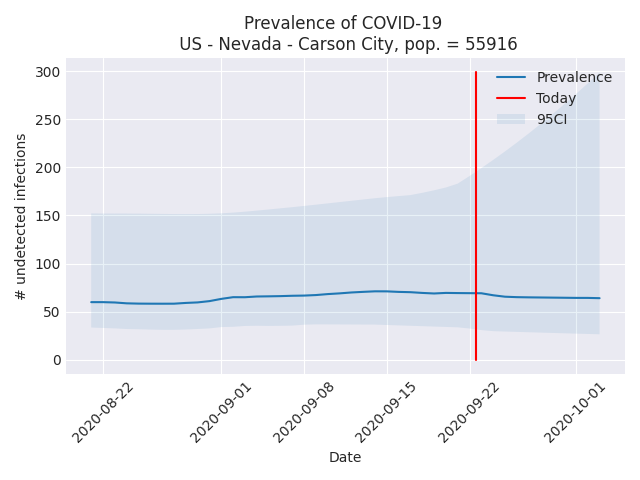 Prevalence of COVID-19
US - Nevada - Carson City, pop. = 55916
300
250
200
150
100
50
0
# undetected infections
Prevalence
Today
95CI
2020-08-22
2020-09-01
2020-09-08
2020-09-15
2020-09-22
2020-10-01
Date